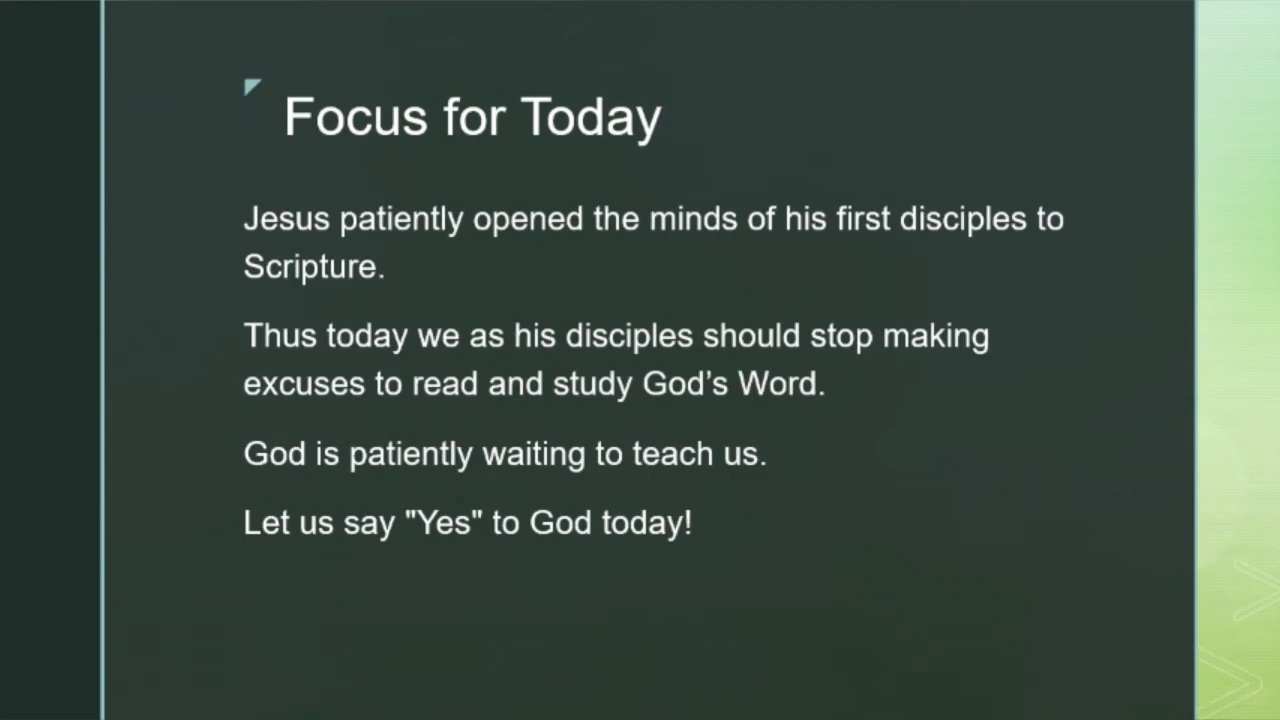 Focus for Today
Jesus patiently opened the minds of his first disciples to
Scripture.
Thus today we as his disciples should stop making
excuses to read and study God’s Word.
God is patiently waiting to teach us.
Let us say "Yes" to God today!